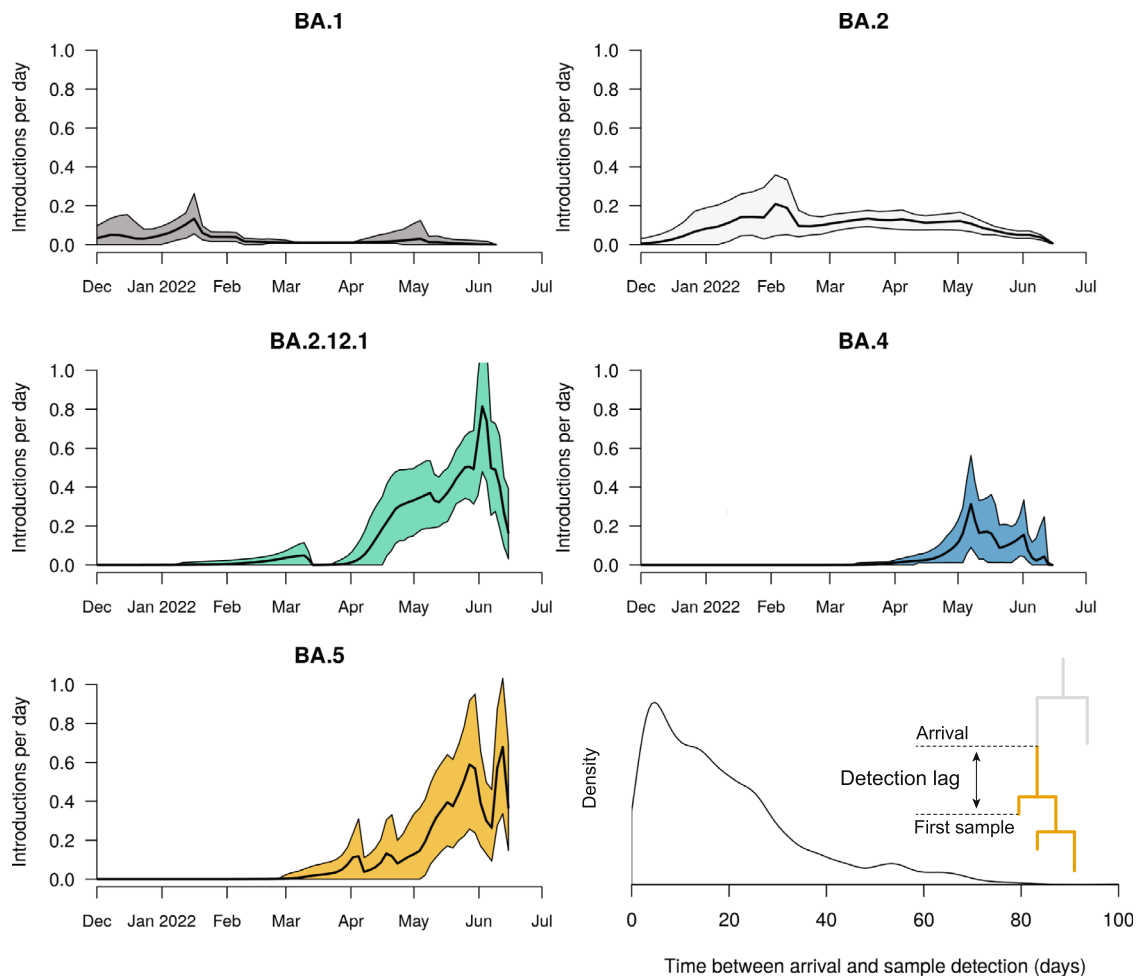 BA.1
BA.2
Introductions per day
1.0
0.8
0.6
0.4
0.2
0.0
Dec Jan 2022 Feb Mar Apr May Jun Jul
Introductions per day
1.0
0.8
0.6
0.4
0.2
0.0
Dec Jan 2022 Feb Mar Apr May Jun Jul
BA.2.12.1
BA.4
Introductions per day
1.0
0.8
0.6
0.4
0.2
0.0
Dec Jan 2022 Feb Mar Apr May Jun Jul
Introductions per day
1.0
0.8
0.6
0.4
0.2
0.0
Dec Jan 2022 Feb Mar Apr May Jun Jul
BA.5
Introductions per day
1.0
0.8
0.6
0.4
0.2
0.0
Dec Jan 2022 Feb Mar Apr May Jun Jul
Density
Arrival
Detection lag
First sample
0 20 40 60 80 100
Time between arrival and sample detection (days)